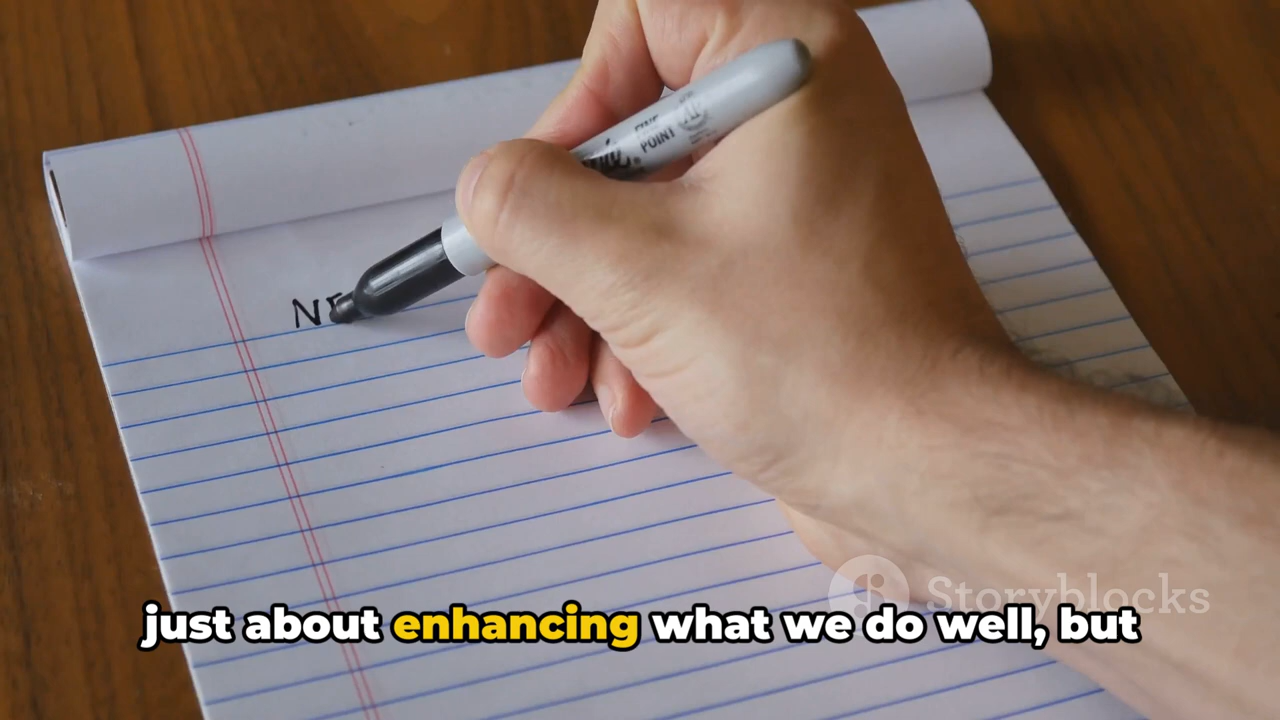 FINE
POINT
NE
just about enhancing what we do well, but
Storyblocks